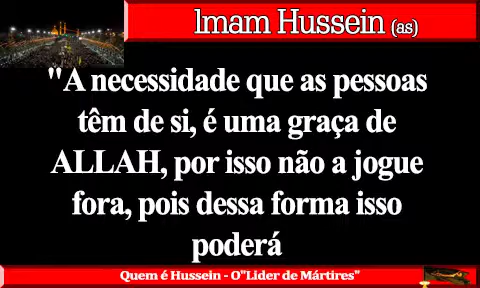 Imam Hussein (as)
"A necessidade que as pessoas
têm de si, é uma graça de
ALLAH, por isso não a jogue
fora, pois dessa forma isso
poderá
Quem é Hussein - O"Lider de Mártires"